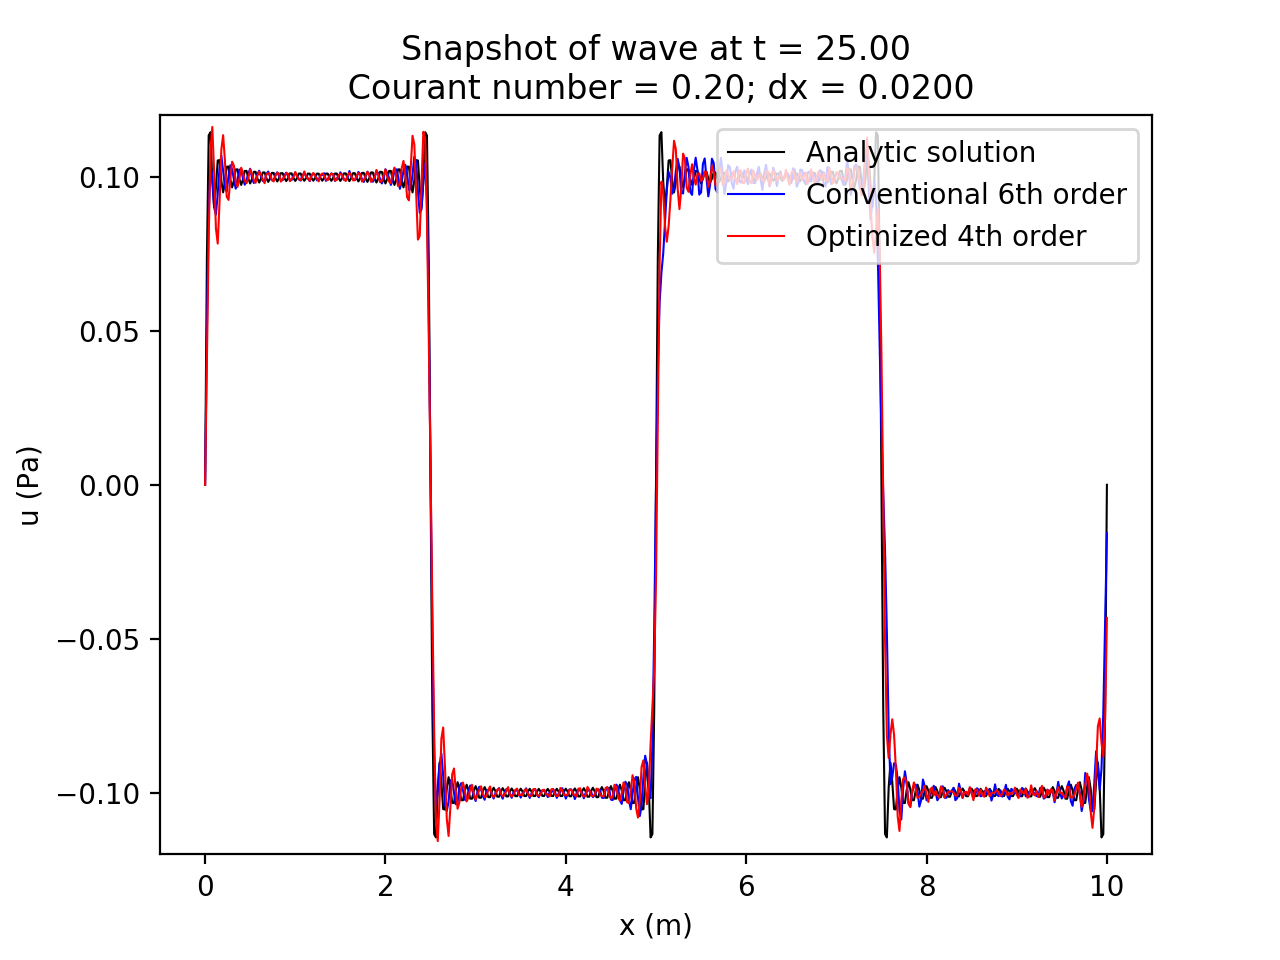 Snapshot of wave at t = 25.00
Courant number = 0.20; dx = 0.0200
Analytic solution
Conventional 6th order
Optimized 4th order
0.10
0.05
0.00
−0.05
−0.10
u (Pa)
0 2 4 6 8 10
x (m)